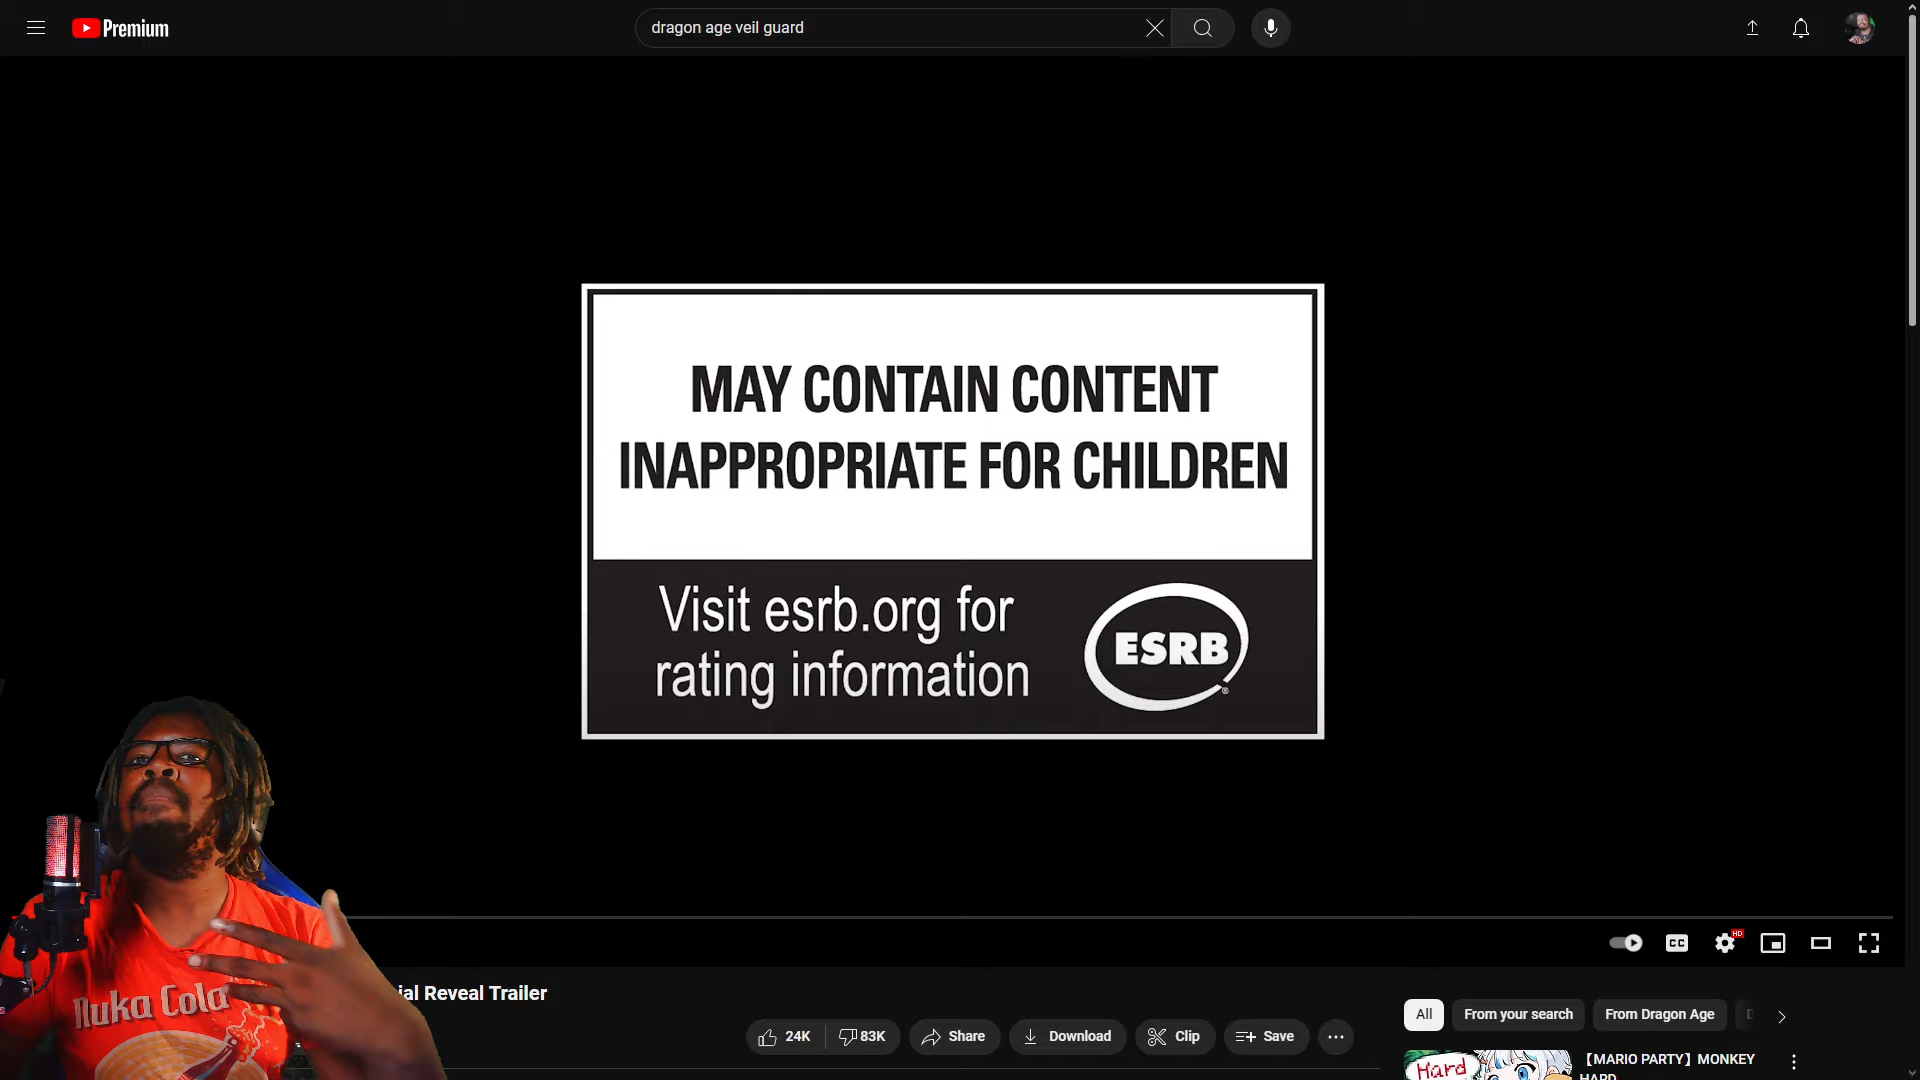 Premium
dragon age veil guard
MAY CONTAIN CONTENT
INAPPROPRIATE FOR CHILDREN
Visit esrb.org for
rating information
ESRB
®
CC
HD
ial Reveal Trailer
24K
83K
Share
Download
Clip
Save
All
From your search
From Dragon Age
D
Nuka Cola
Hard
【MARIO PARTY】MONKEY
HARD